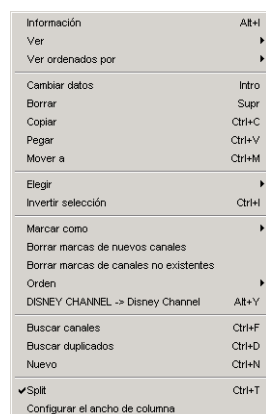 Información Alt+I
Ver
Ver ordenados por
Cambiar datos Intro
Borrar Supr
Copiar Ctrl+C
Pegar Ctrl+V
Mover a Ctrl+M
Elegir
Invertir selección Ctrl+I
Marcar como
Borrar marcas de nuevos canales
Borrar marcas de canales no existentes
Orden
DISNEY CHANNEL -> Disney Channel Alt+Y
Buscar canales Ctrl+F
Buscar duplicados Ctrl+D
Nuevo Ctrl+N
Split Ctrl+T
Configurar el ancho de columna